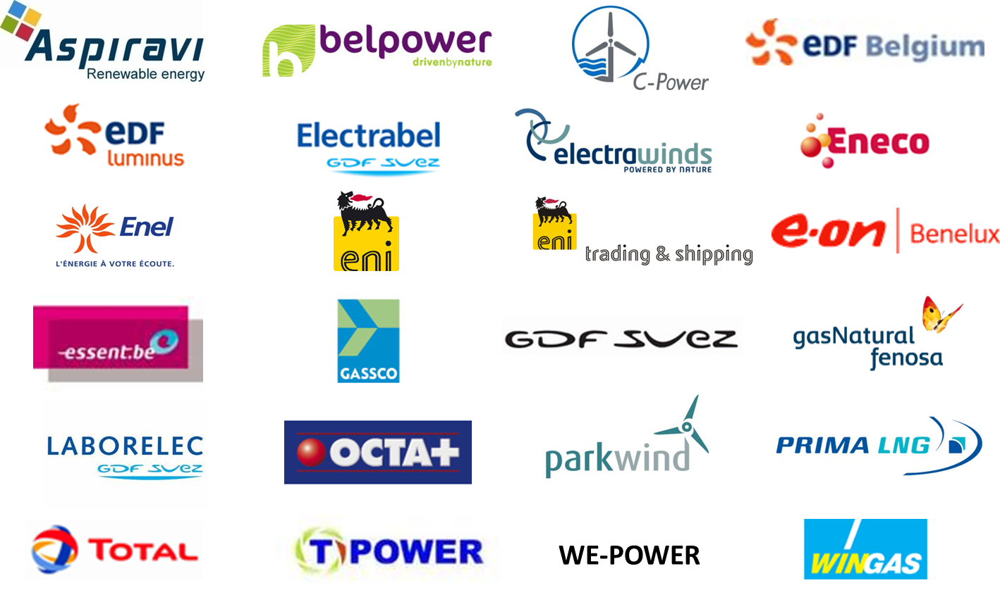 Aspiravi
Renewable energy
belpower
drivenbynature
C-Power
eDF Belgium
eDF
luminus
Electrabel
GDF SUEZ
electrawinds
POWERED BY NATURE
Eneco
Enel
L'ÉNERGIE À VOTRE ÉCOUTE.
eni
eni
trading & shipping
e·on Benelux
essent.be
GASSCO
GDF SUEZ
gasNatural
fenosa
LABORELEC
GDF SUEZ
OCTA+
parkwind
PRIMA LNG
TOTAL
T POWER
WE-POWER
WINGAS